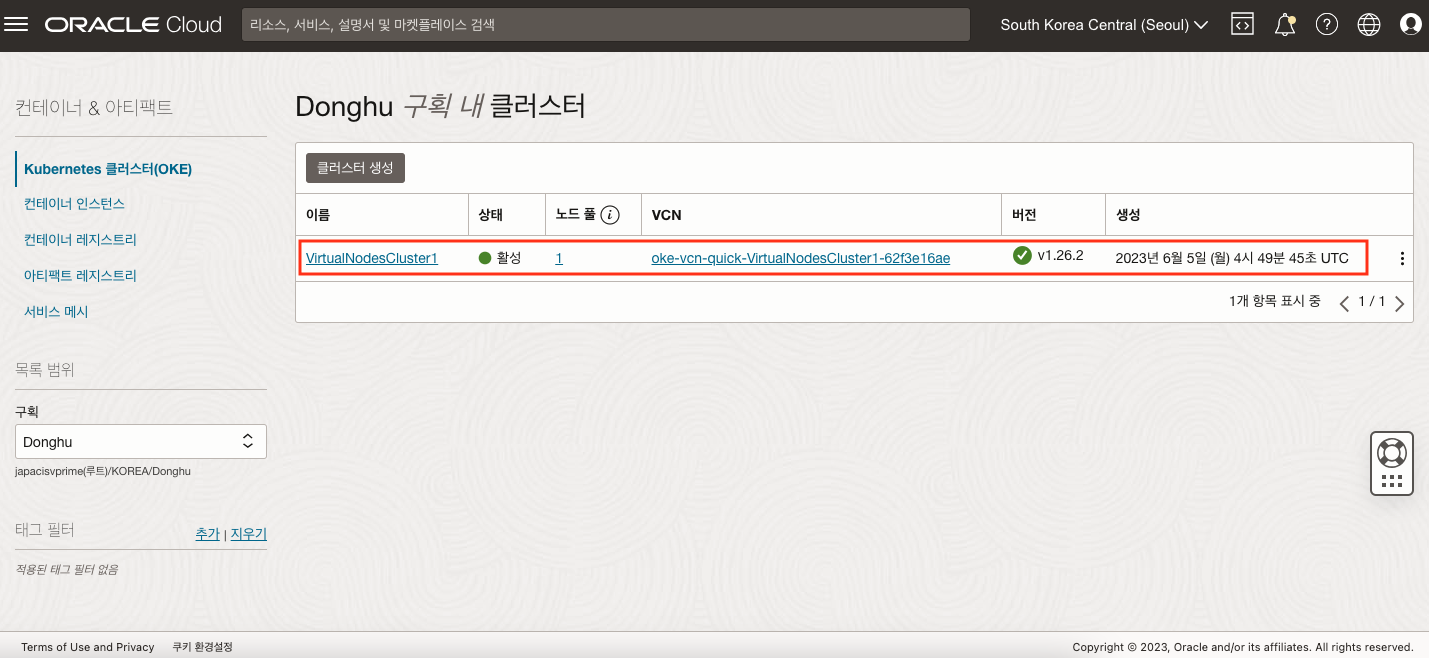 ORACLE Cloud
리소스, 서비스, 설명서 및 마켓플레이스 검색
South Korea Central (Seoul)
컨테이너 & 아티팩트
Kubernetes 클러스터(OKE)
컨테이너 인스턴스
컨테이너 레지스트리
아티팩트 레지스트리
서비스 메시
목록 범위
구획
Donghu
japacisvprime(루트)/KOREA/Donghu
태그 필터 추가 | 지우기
적용된 태그 필터 없음
Donghu 구획 내 클러스터
클러스터 생성
이름 상태 노드 풀 i VCN 버전 생성
VirtualNodesCluster1 활성 1 oke-vcn-quick-VirtualNodesCluster1-62f3e16ae v1.26.2 2023년 6월 5일 (월) 4시 49분 45초 UTC
1개 항목 표시 중 1 / 1
Terms of Use and Privacy 쿠키 환경설정
Copyright © 2023, Oracle and/or its affiliates. All rights reserved.